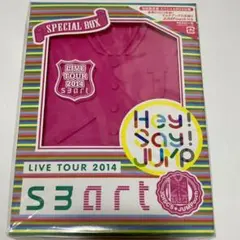 SPECIAL BOX
LIVE TOUR
2014
S3ART
Hey!
Say!
JUMP
LIVE TOUR 2014
S3ART